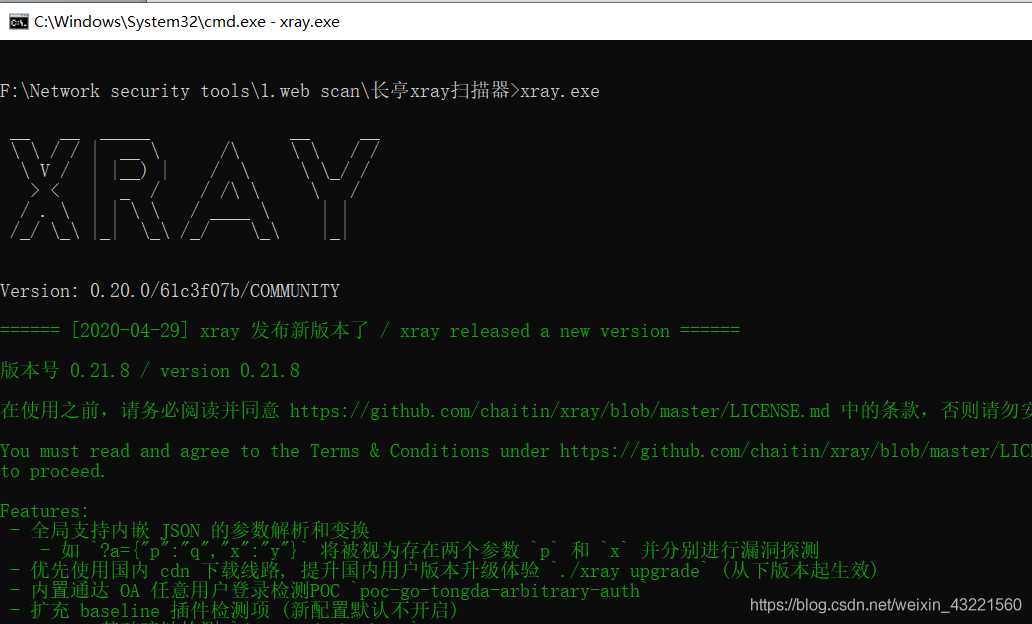 C:\Windows\System32\cmd.exe - xray.exe
F:\Network security tools\1.web scan\长亭xray扫描器>xray.exe
XRAY
Version: 0.20.0/61c3f07b/COMMUNITY
====== [2020-04-29] xray 发布新版本了 / xray released a new version ======
版本号 0.21.8 / version 0.21.8
在使用之前，请务必阅读并同意 https://github.com/chaitin/xray/blob/master/LICENSE.md 中的条款，否则请勿安
You must read and agree to the Terms & Conditions under https://github.com/chaitin/xray/blob/master/LIC
to proceed.
Features:
- 全局支持内嵌 JSON 的参数解析和变换
- 如 `?a={"p":"q","x":"y"}` 将被视为存在两个参数 `p` 和 `x` 并分别进行漏洞探测
- 优先使用国内 cdn 下载线路, 提升国内用户版本升级体验 `./xray upgrade` (从下版本起生效)
- 内置通达 OA 任意用户登录检测POC `poc-go-tongda-arbitrary-auth
- 扩充 baseline 插件检测项 (新配置默认不开启)
https://blog.csdn.net/weixin_43221560